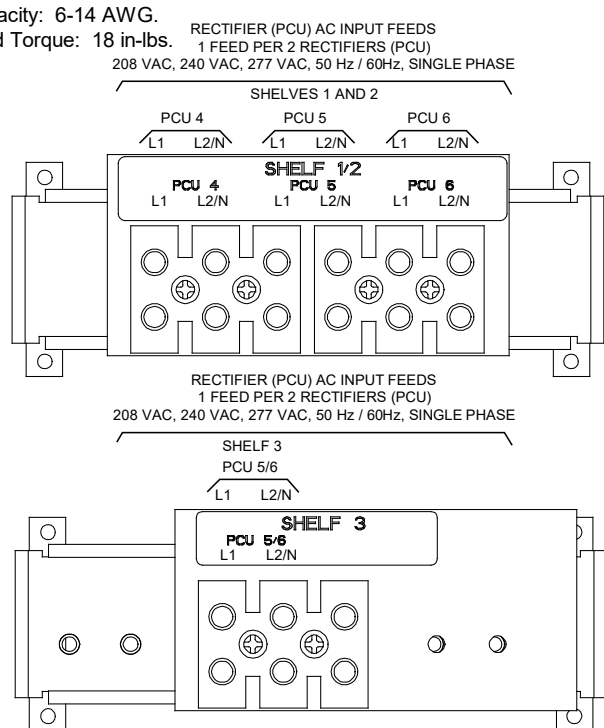 acity: 6-14 AWG.
d Torque: 18 in-lbs.
RECTIFIER (PCU) AC INPUT FEEDS
1 FEED PER 2 RECTIFIERS (PCU)
208 VAC, 240 VAC, 277 VAC, 50 Hz / 60Hz, SINGLE PHASE
SHELVES 1 AND 2
PCU 4 PCU 5 PCU 6
L1 L2/N L1 L2/N L1 L2/N
SHELF 1/2
PCU 4 PCU 5 PCU 6
L1 L2/N L1 L2/N L1 L2/N
RECTIFIER (PCU) AC INPUT FEEDS
1 FEED PER 2 RECTIFIERS (PCU)
208 VAC, 240 VAC, 277 VAC, 50 Hz / 60Hz, SINGLE PHASE
SHELF 3
PCU 5/6
L1 L2/N
SHELF 3
PCU 5/6
L1 L2/N